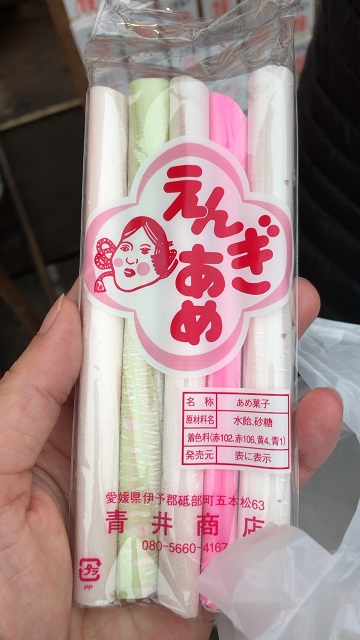 えんぎ
あめ
名 称 あめ菓子
原材料名 水飴、砂糖
着色料(赤102、赤106、黄4、青1)
発売元 表に表示
愛媛県伊予郡砥部町五本松63
青井商店
080-5660-4167
プラ
PP